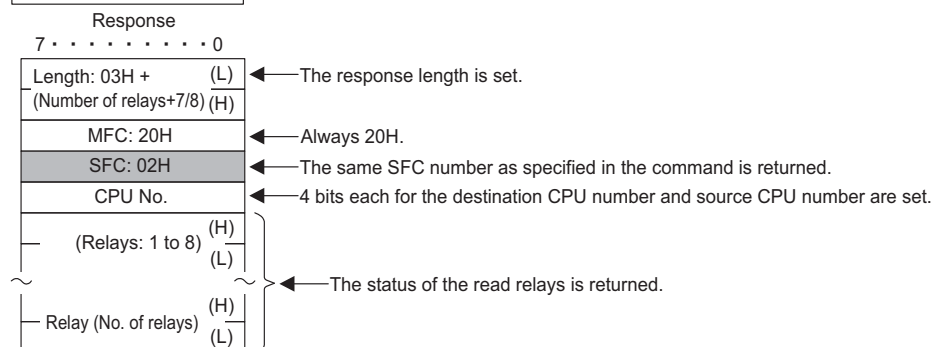 Response
7 · · · · · · · · · 0
Length: 03H + (L)
(Number of relays+7/8) (H)
The response length is set.
MFC: 20H
Always 20H.
SFC: 02H
The same SFC number as specified in the command is returned.
CPU No.
4 bits each for the destination CPU number and source CPU number are set.
(Relays: 1 to 8) (H)
(L)
~ ~
The status of the read relays is returned.
Relay (No. of relays) (H)
(L)